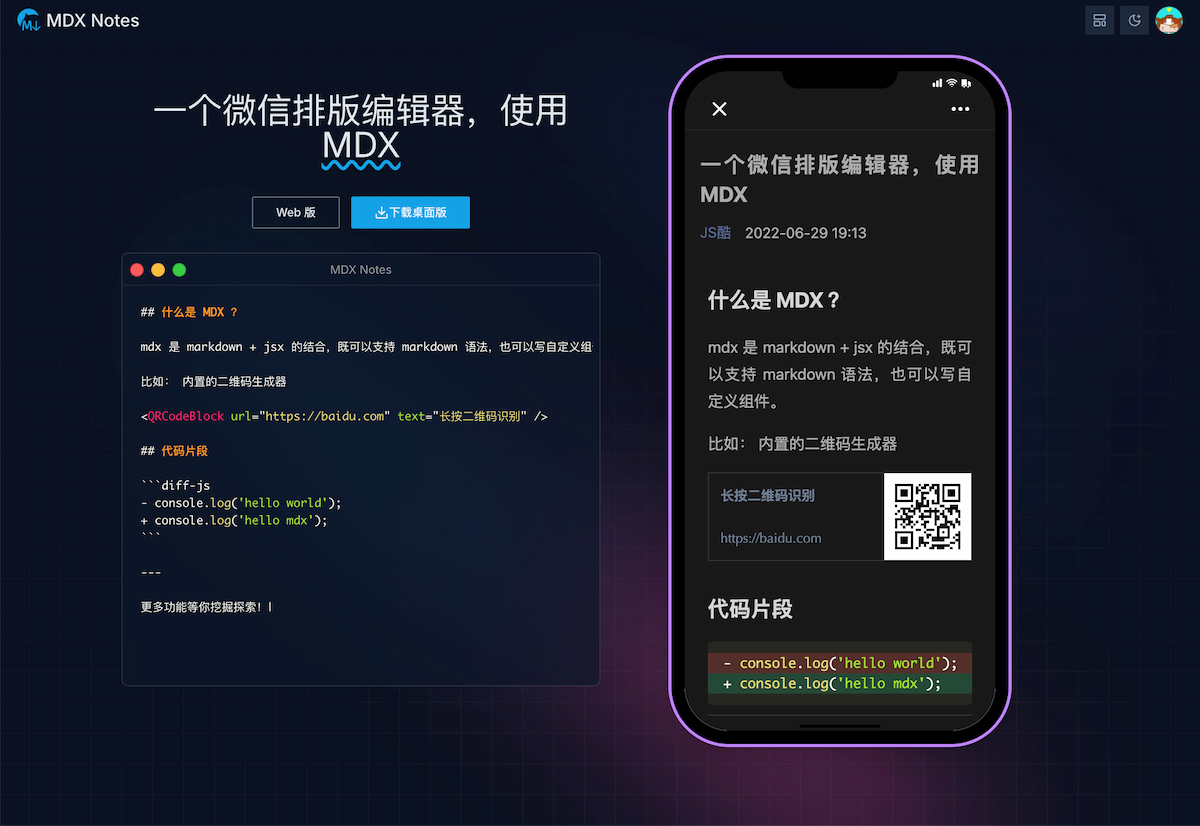 MDX Notes
一个微信排版编辑器，使用
MDX
Web 版
下载桌面版
MDX Notes
## 什么是 MDX ?
mdx 是 markdown + jsx 的结合，既可以支持 markdown 语法，也可以写自定义组
比如： 内置的二维码生成器
<QRCodeBlock url="https://baidu.com" text="长按二维码识别" />
## 代码片段
```diff-js
- console.log('hello world');
+ console.log('hello mdx');
```
---
更多功能等你挖掘探索！
一个微信排版编辑器，使用
MDX
JS酷 2022-06-29 19:13
什么是 MDX ?
mdx 是 markdown + jsx 的结合，既可
以支持 markdown 语法，也可以写自
定义组件。
比如： 内置的二维码生成器
长按二维码识别
https://baidu.com
代码片段
- console.log('hello world');
+ console.log('hello mdx');